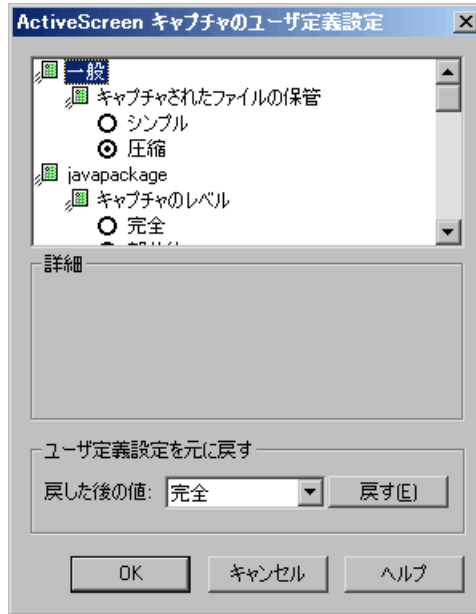 ActiveScreen キャプチャのユーザ定義設定
一般
キャプチャされたファイルの保管
シンプル
圧縮
javapackage
キャプチャのレベル
完全
詳細
ユーザ定義設定を元に戻す
戻した後の値: 完全 戻す(E)
OK キャンセル ヘルプ